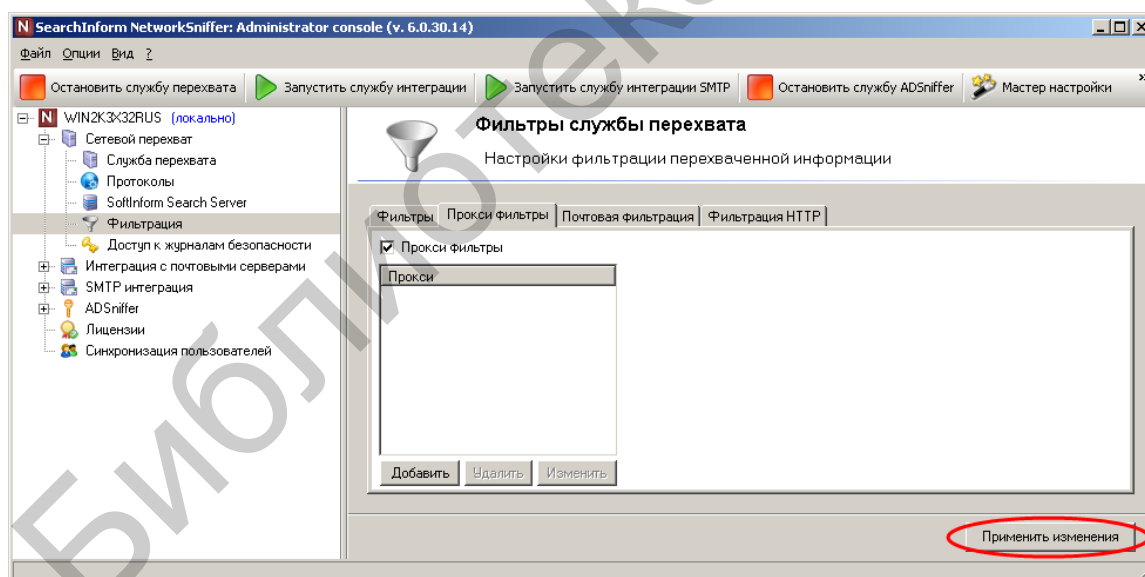 SearchInform NetworkSniffer: Administrator console (v. 6.0.30.14)
Файл Опции Вид ?
Остановить службу перехвата Запустить службу интеграции Запустить службу интеграции SMTP Остановить службу ADSniffer Мастер настройки »
WIN2K3X32RUS (локально)
Сетевой перехват
Служба перехвата
Протоколы
SoftInform Search Server
Фильтрация
Доступ к журналам безопасности
Интеграция с почтовыми серверами
SMTP интеграция
ADSniffer
Лицензии
Синхронизация пользователей
Фильтры службы перехвата
Настройки фильтрации перехваченной информации
Фильтры Прокси фильтры Почтовая фильтрация Фильтрация HTTP
Прокси фильтры
Прокси
Добавить Удалить Изменить
Применить изменения
Библиотек